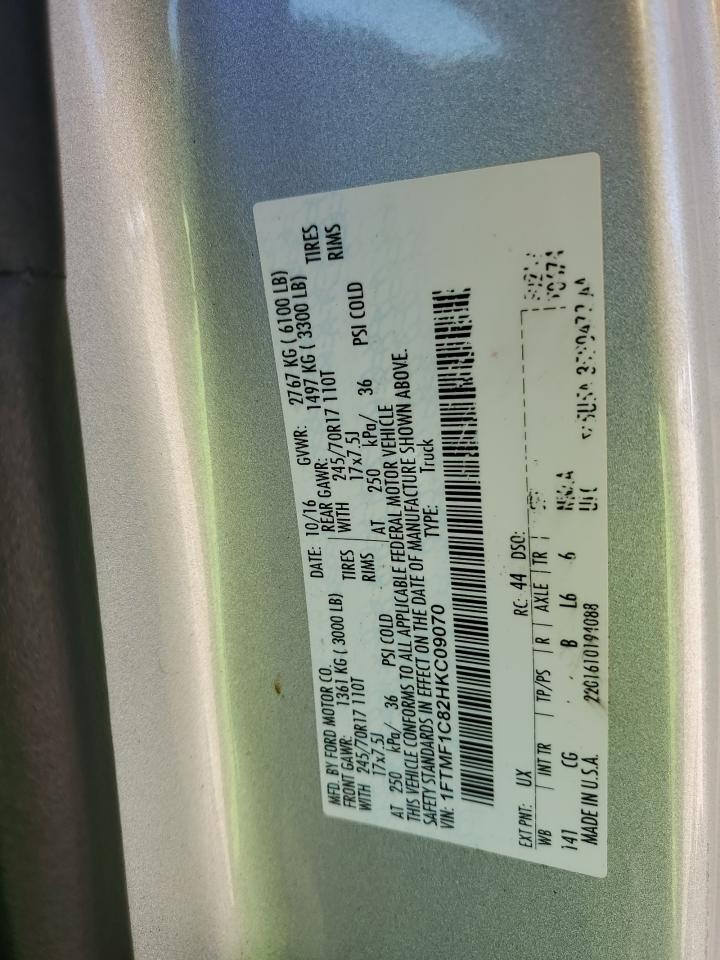 MFD. BY FORD MOTOR CO. DATE: 10/16 GVWR: 2767 KG ( 6100 LB)
FRONT GAWR: 1361 KG ( 3000 LB) REAR GAWR: 1497 KG ( 3300 LB)
WITH 245/70R17 110T TIRES WITH 245/70R17 110T TIRES
17x7.5J RIMS 17x7.5J RIMS
AT 250 kPa/ 36 PSI COLD AT 250 kPa/ 36 PSI COLD
THIS VEHICLE CONFORMS TO ALL APPLICABLE FEDERAL MOTOR VEHICLE
SAFETY STANDARDS IN EFFECT ON THE DATE OF MANUFACTURE SHOWN ABOVE.
VIN: 1FTMF1C82HKC09070 TYPE: Truck
EXT PNT: UX RC: 44 DSO:
WB INT TR TP/PS R AXLE TR
141 CG B L6 6
MADE IN U.S.A. 22G1610194088